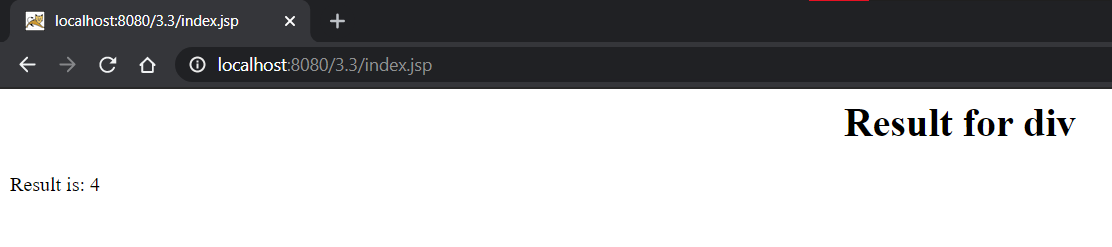 localhost:8080/3.3/index.jsp
localhost:8080/3.3/index.jsp
Result for div
Result is: 4